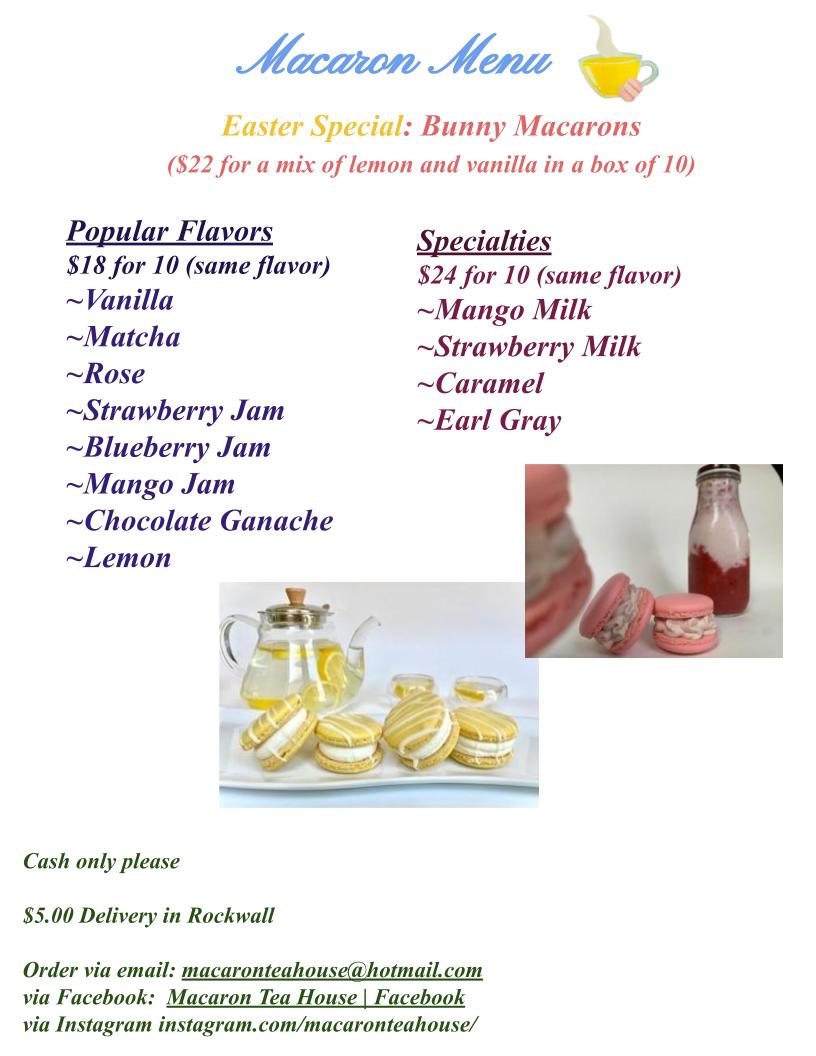 Macaron Menu
Easter Special: Bunny Macarons
($22 for a mix of lemon and vanilla in a box of 10)
Popular Flavors
$18 for 10 (same flavor)
~Vanilla
~Matcha
~Rose
~Strawberry Jam
~Blueberry Jam
~Mango Jam
~Chocolate Ganache
~Lemon
Specialties
$24 for 10 (same flavor)
~Mango Milk
~Strawberry Milk
~Caramel
~Earl Gray
Cash only please
$5.00 Delivery in Rockwall
Order via email: macaronteahouse@hotmail.com
via Facebook: Macaron Tea House | Facebook
via Instagram instagram.com/macaronteahouse/